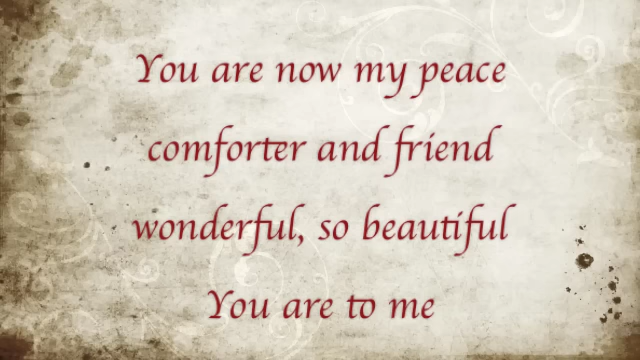 You are now my peace
comforter and friend
wonderful, so beautiful
You are to me